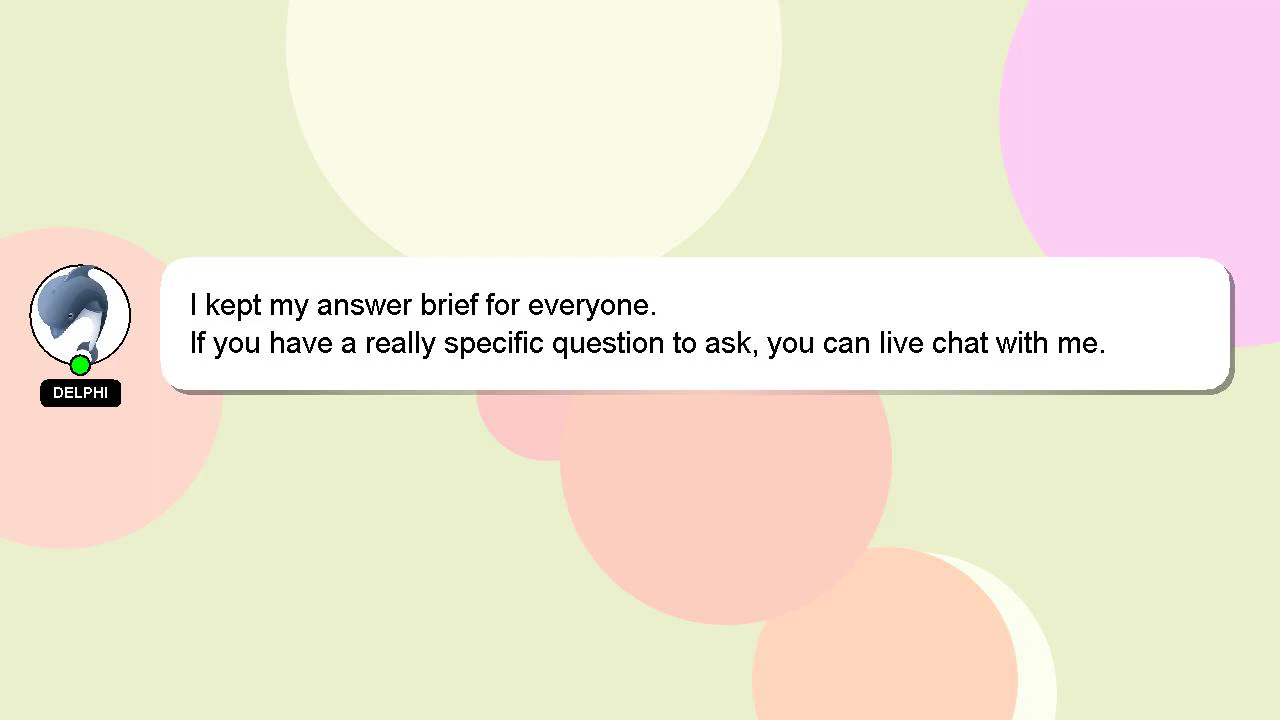 I kept my answer brief for everyone.
If you have a really specific question to ask, you can live chat with me.
DELPHI